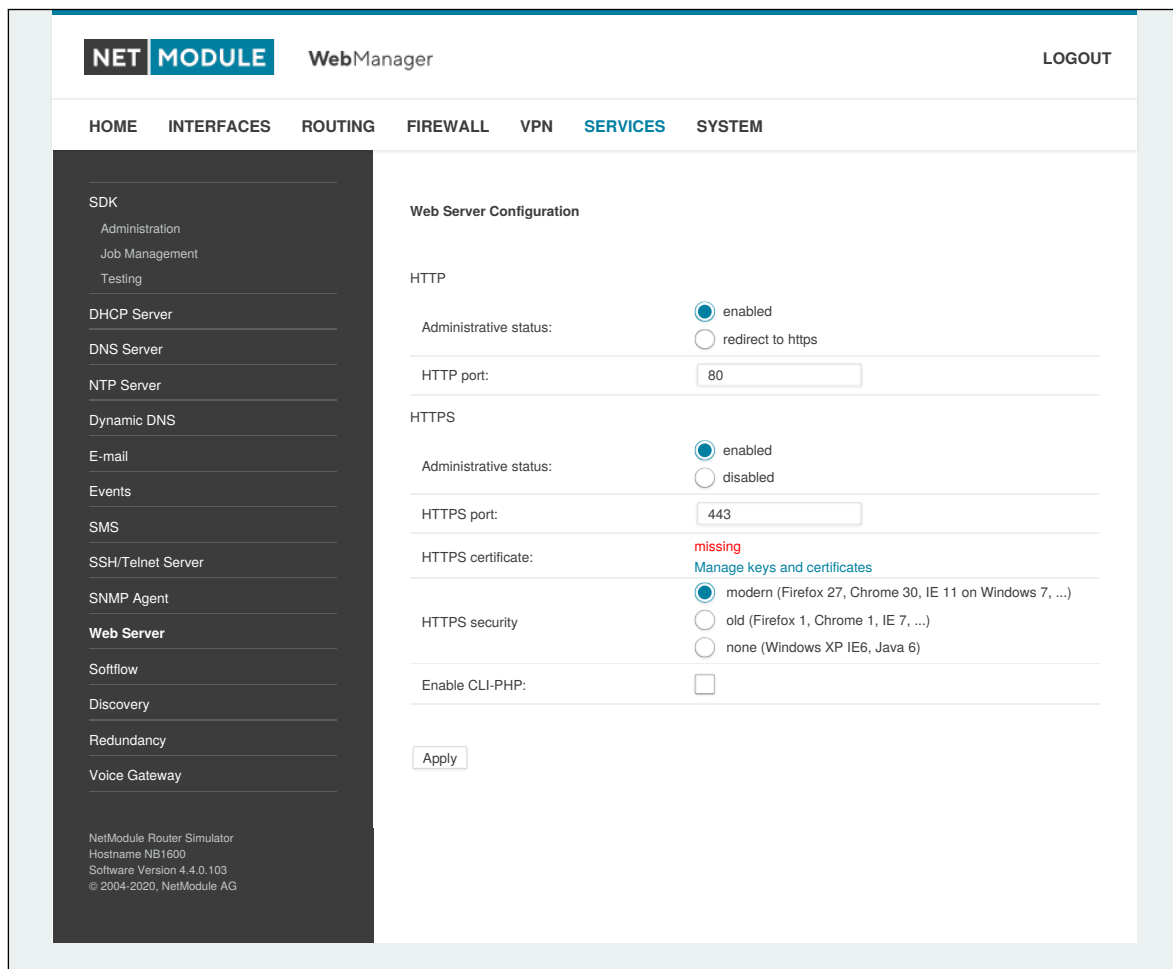 NET MODULE WebManager LOGOUT
HOME INTERFACES ROUTING FIREWALL VPN SERVICES SYSTEM
SDK
Administration
Job Management
Testing
DHCP Server
DNS Server
NTP Server
Dynamic DNS
E-mail
Events
SMS
SSH/Telnet Server
SNMP Agent
Web Server
Softflow
Discovery
Redundancy
Voice Gateway
NetModule Router Simulator
Hostname NB1600
Software Version 4.4.0.103
© 2004-2020, NetModule AG
Web Server Configuration
HTTP
Administrative status:
enabled
redirect to https
HTTP port: 80
HTTPS
Administrative status:
enabled
disabled
HTTPS port: 443
HTTPS certificate:
missing
Manage keys and certificates
HTTPS security
modern (Firefox 27, Chrome 30, IE 11 on Windows 7, ...)
old (Firefox 1, Chrome 1, IE 7, ...)
none (Windows XP IE6, Java 6)
Enable CLI-PHP:
Apply